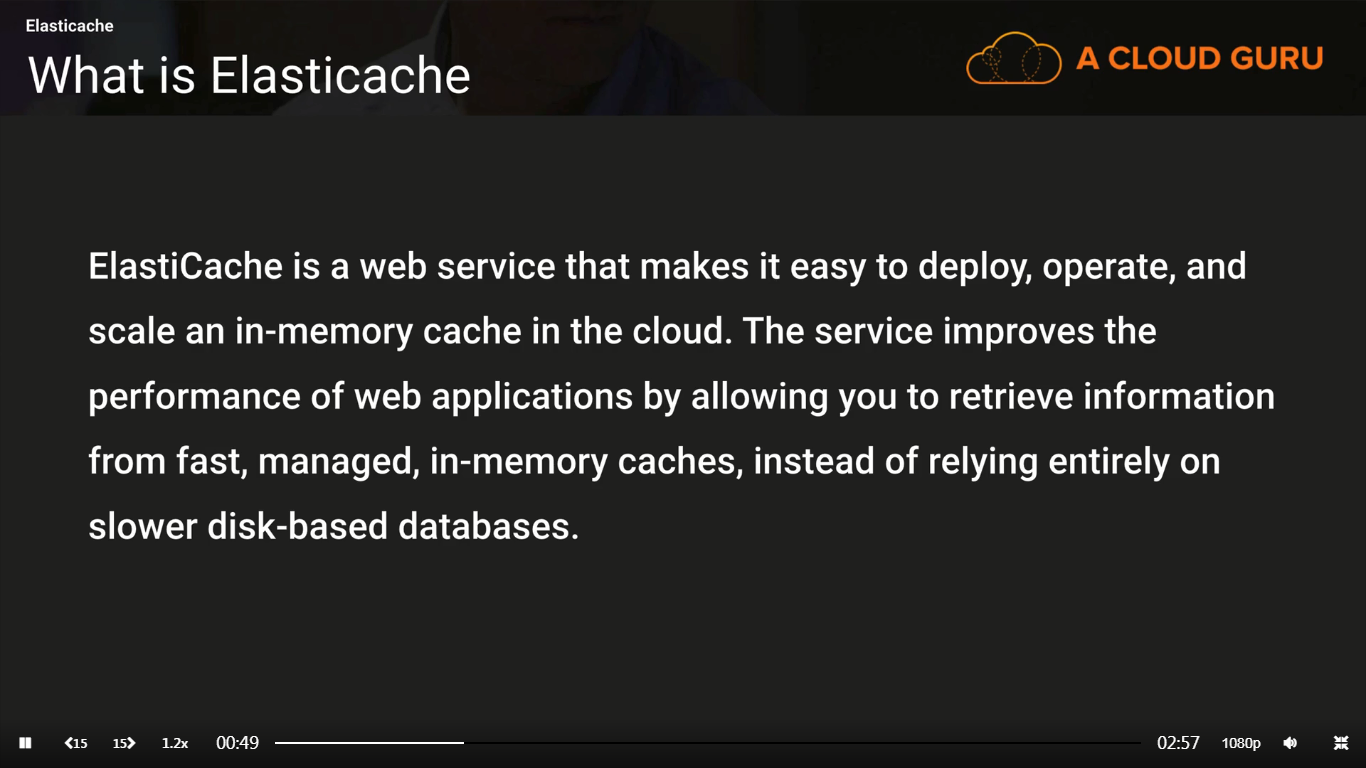 Elasticache
What is Elasticache
A CLOUD GURU
ElastiCache is a web service that makes it easy to deploy, operate, and
scale an in-memory cache in the cloud. The service improves the
performance of web applications by allowing you to retrieve information
from fast, managed, in-memory caches, instead of relying entirely on
slower disk-based databases.
15 15 1.2x 00:49 02:57 1080p